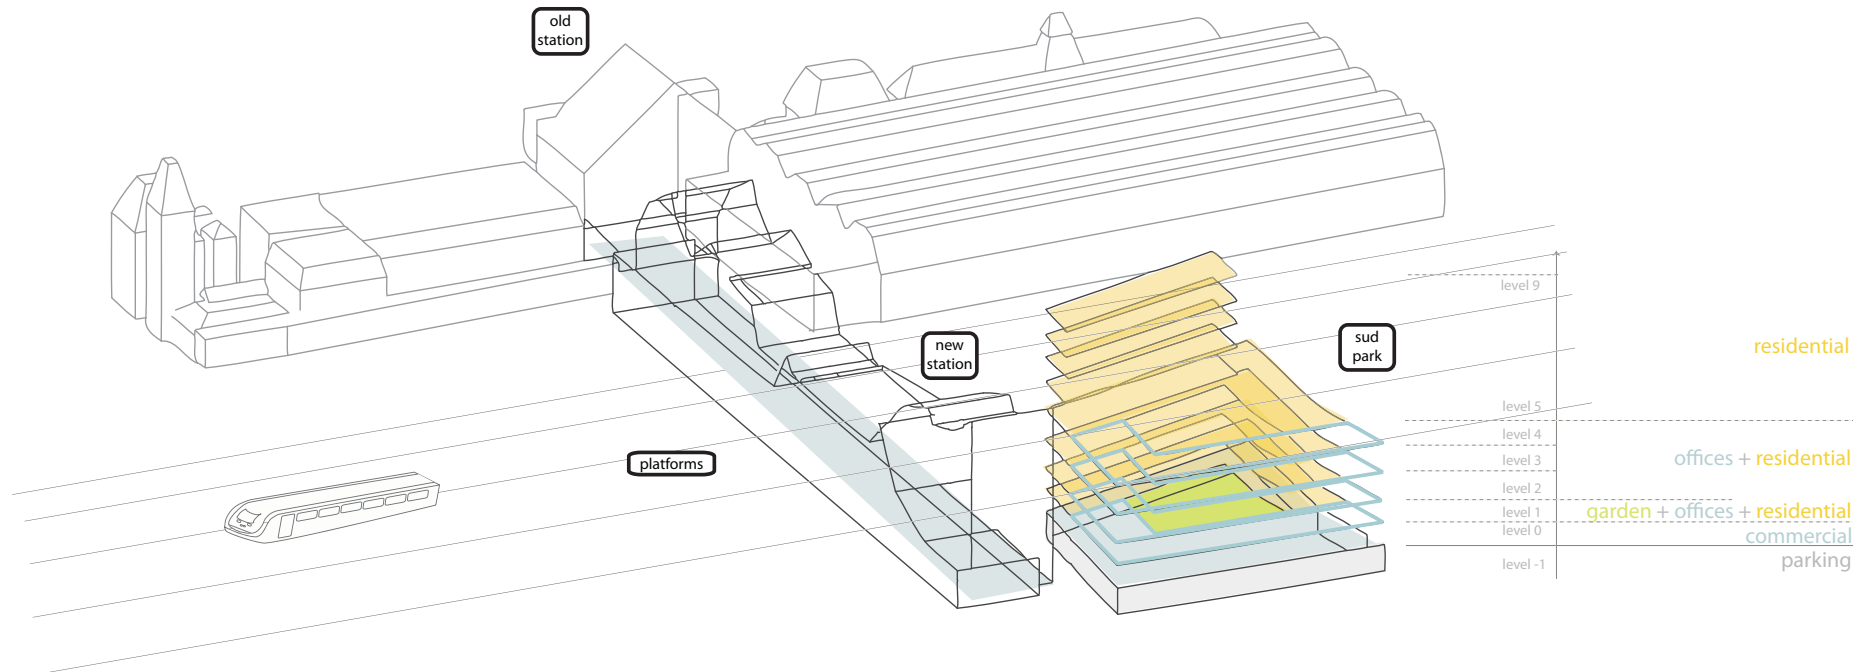 old
station
new
station
sud
park
platforms
level 9
residential
level 5
level 4
level 3
offices + residential
level 2
level 1
garden + offices + residential
level 0
commercial
parking
level -1